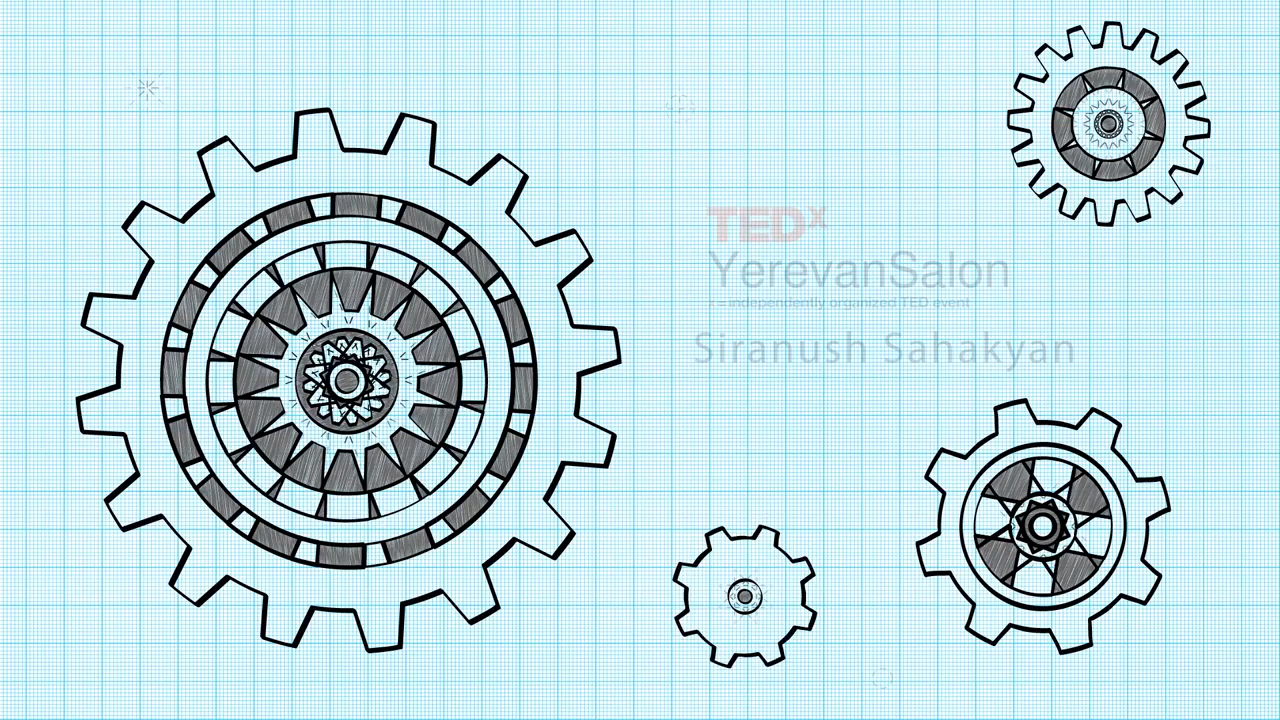 TEDx
YerevanSalon
x = independently organized TED event
Siranush Sahakyan